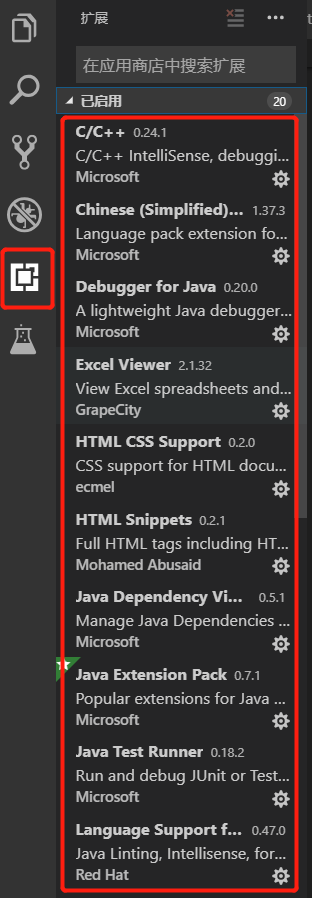 扩展
在应用商店中搜索扩展
已启用 20
C/C++ 0.24.1
C/C++ IntelliSense, debuggi...
Microsoft
Chinese (Simplified)... 1.37.3
Language pack extension fo...
Microsoft
Debugger for Java 0.20.0
A lightweight Java debugger...
Microsoft
Excel Viewer 2.1.32
View Excel spreadsheets and...
GrapeCity
HTML CSS Support 0.2.0
CSS support for HTML docu...
ecmel
HTML Snippets 0.2.1
Full HTML tags including HT...
Mohamed Abusaid
Java Dependency Vi... 0.5.1
Manage Java Dependencies ...
Microsoft
Java Extension Pack 0.7.1
Popular extensions for Java ...
Microsoft
Java Test Runner 0.18.2
Run and debug JUnit or Test...
Microsoft
Language Support f... 0.47.0
Java Linting, Intellisense, for...
Red Hat